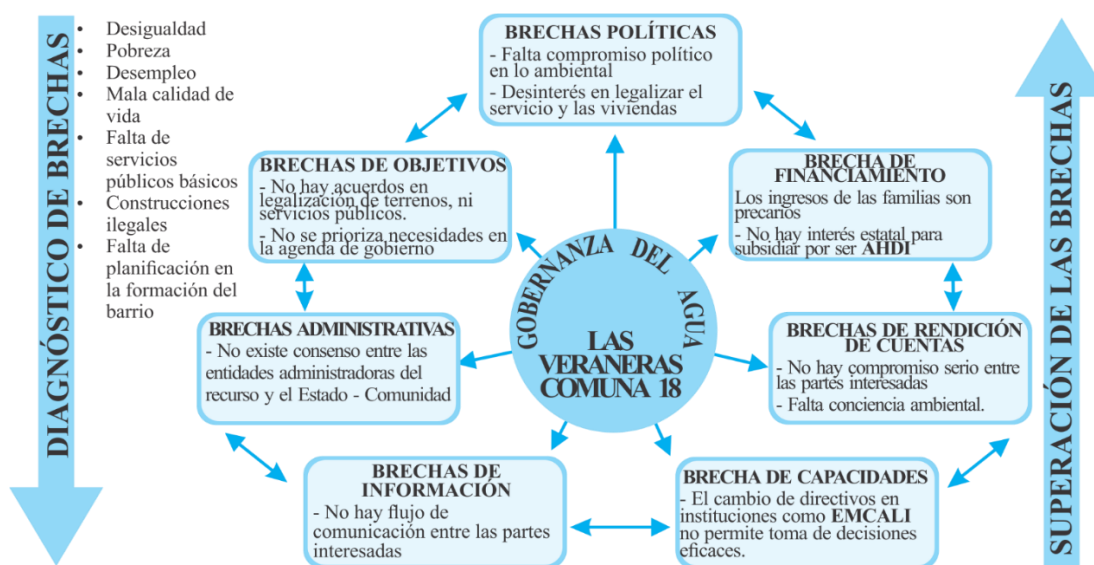 DIAGNÓSTICO DE BRECHAS
• Desigualdad
• Pobreza
• Desempleo
• Mala calidad de
vida
• Falta de
servicios
públicos básicos
• Construcciones
ilegales
• Falta de
planificación en
la formación del
barrio
BRECHAS POLÍTICAS
- Falta compromiso político
en lo ambiental
- Desinterés en legalizar el
servicio y las viviendas
BRECHAS DE OBJETIVOS
- No hay acuerdos en
legalización de terrenos, ni
servicios públicos.
- No se prioriza necesidades en
la agenda de gobierno
BRECHA DE
FINANCIAMIENTO
Los ingresos de las familias son
precarios
- No hay interés estatal para
subsidiar por ser AHDI
GOBERNANZA DEL AGUA
LAS
VERANERAS
COMUNA 18
BRECHAS ADMINISTRATIVAS
- No existe consenso entre las
entidades administradoras del
recurso y el Estado - Comunidad
BRECHAS DE RENDICIÓN
DE CUENTAS
- No hay compromiso serio entre
las partes interesadas
- Falta conciencia ambiental.
BRECHAS DE
INFORMACIÓN
- No hay flujo de
comunicación entre las partes
interesadas
BRECHA DE CAPACIDADES
- El cambio de directivos en
instituciones como EMCALI
no permite toma de decisiones
eficaces.
SUPERACIÓN DE LAS BRECHAS